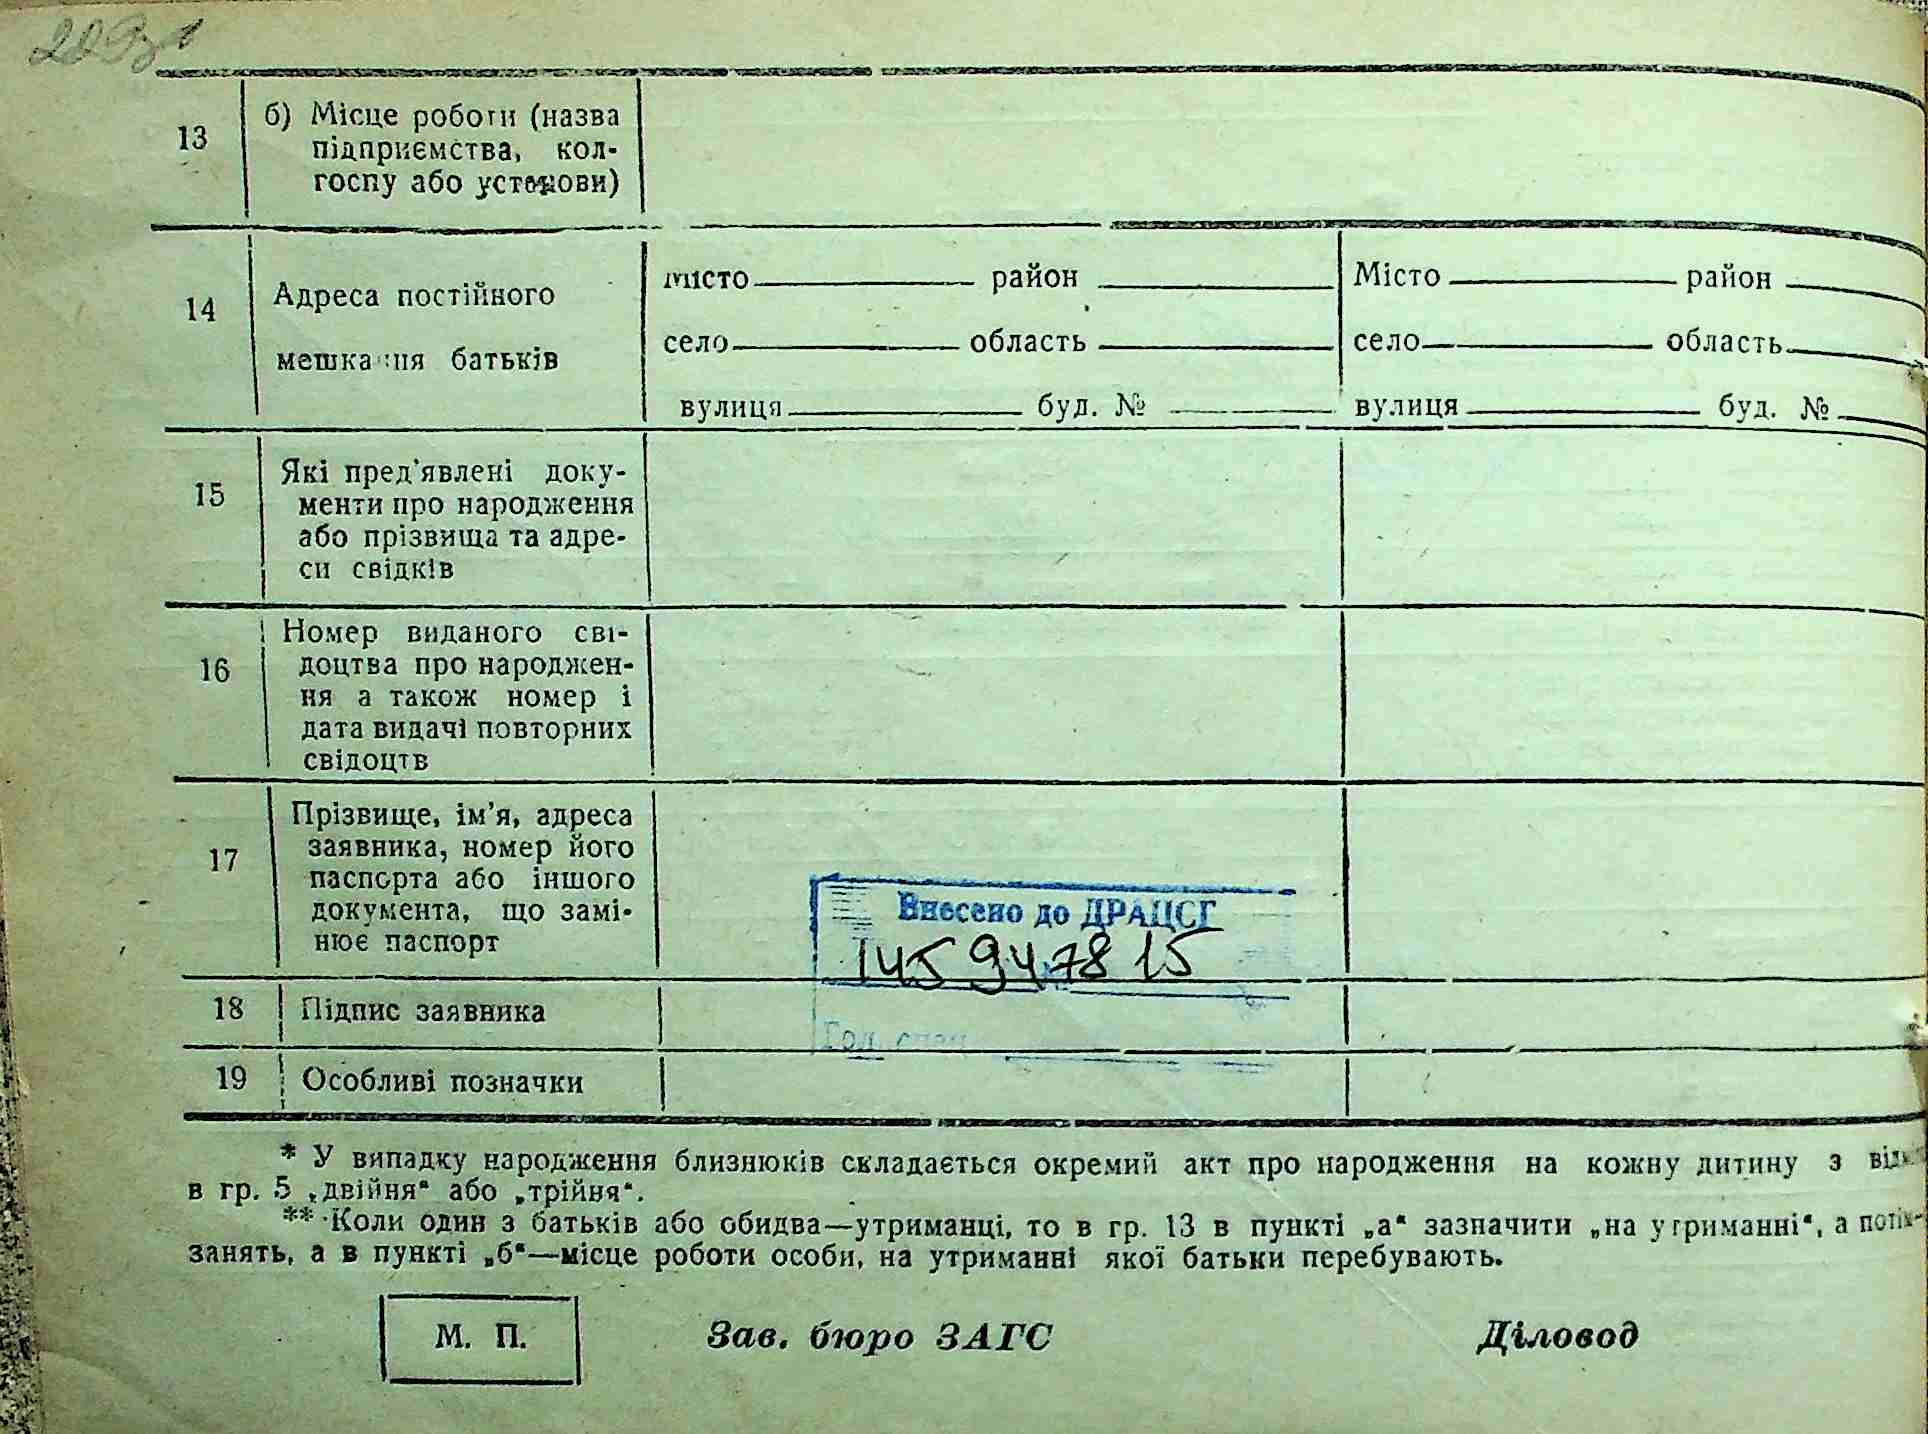 13
б) Місце роботи (назва
підприємства, кол-
госпу або установи)
14
Адреса постійного
мешкання батьків
місто район
село область
вулиця буд. №
Місто район
село область
вулиця буд. №
15
Які пред'явлені доку-
менти про народження
або прізвища та адре-
си свідків
16
Номер виданого сві-
доцтва про народжен-
ня а також номер і
дата видачі повторних
свідоцтв
17
Прізвище, ім'я, адреса
заявника, номер його
паспорта або іншого
документа, що замі-
нює паспорт
Внесено до ДРАЦСГ
145947815
Гол. спец
18 Підпис заявника
19 Особливі позначки
* У випадку народження близнюків складається окремий акт про народження на кожну дитину з
в гр. 5 „двійня“ або „трійня“.
** Коли один з батьків або обидва—утриманці, то в гр. 13 в пункті „а“ зазначити „на утриманні“, а
занять, а в пункті „б“—місце роботи особи, на утриманні якої батьки перебувають.
М. П. Зав. бюро ЗАГС Діловод